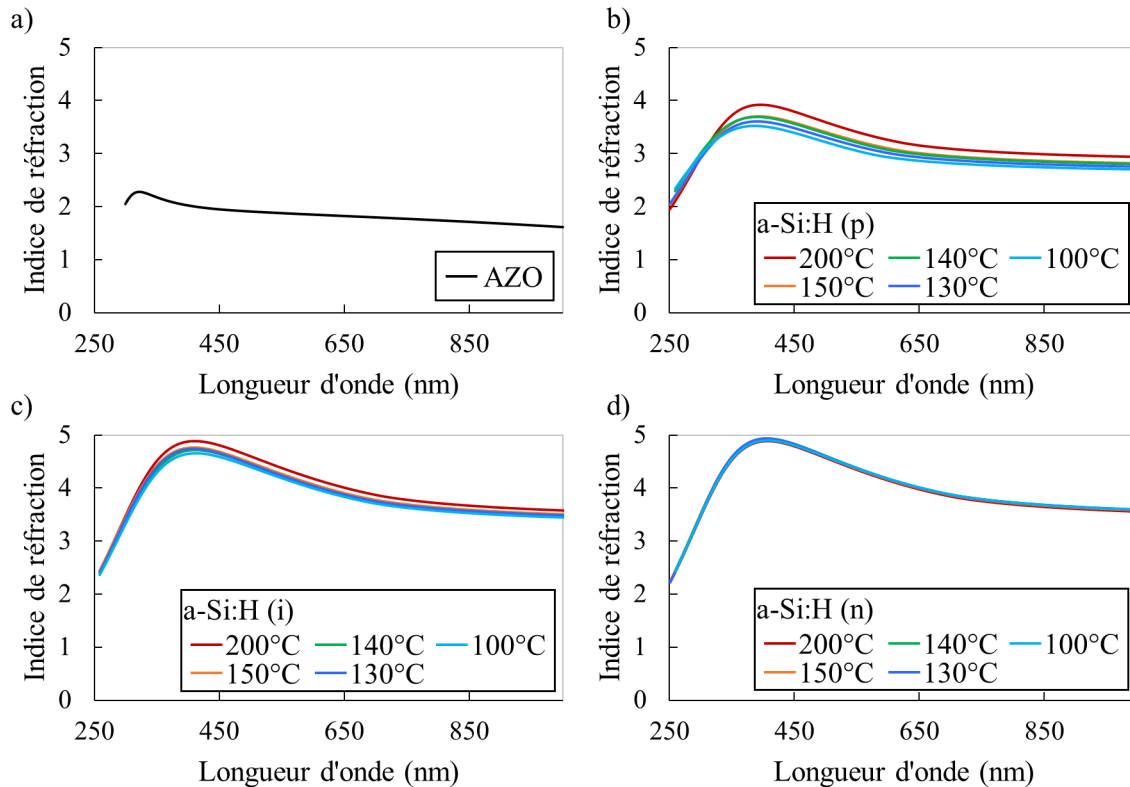 a)
5
4
3
2
1
0
Indice de réfraction
AZO
250 450 650 850
Longueur d'onde (nm)
b)
5
4
3
2
1
0
Indice de réfraction
a-Si:H (p)
200°C 140°C 100°C
150°C 130°C
250 450 650 850
Longueur d'onde (nm)
c)
5
4
3
2
1
0
Indice de réfraction
a-Si:H (i)
200°C 140°C 100°C
150°C 130°C
250 450 650 850
Longueur d'onde (nm)
d)
5
4
3
2
1
0
Indice de réfraction
a-Si:H (n)
200°C 140°C 100°C
150°C 130°C
250 450 650 850
Longueur d'onde (nm)